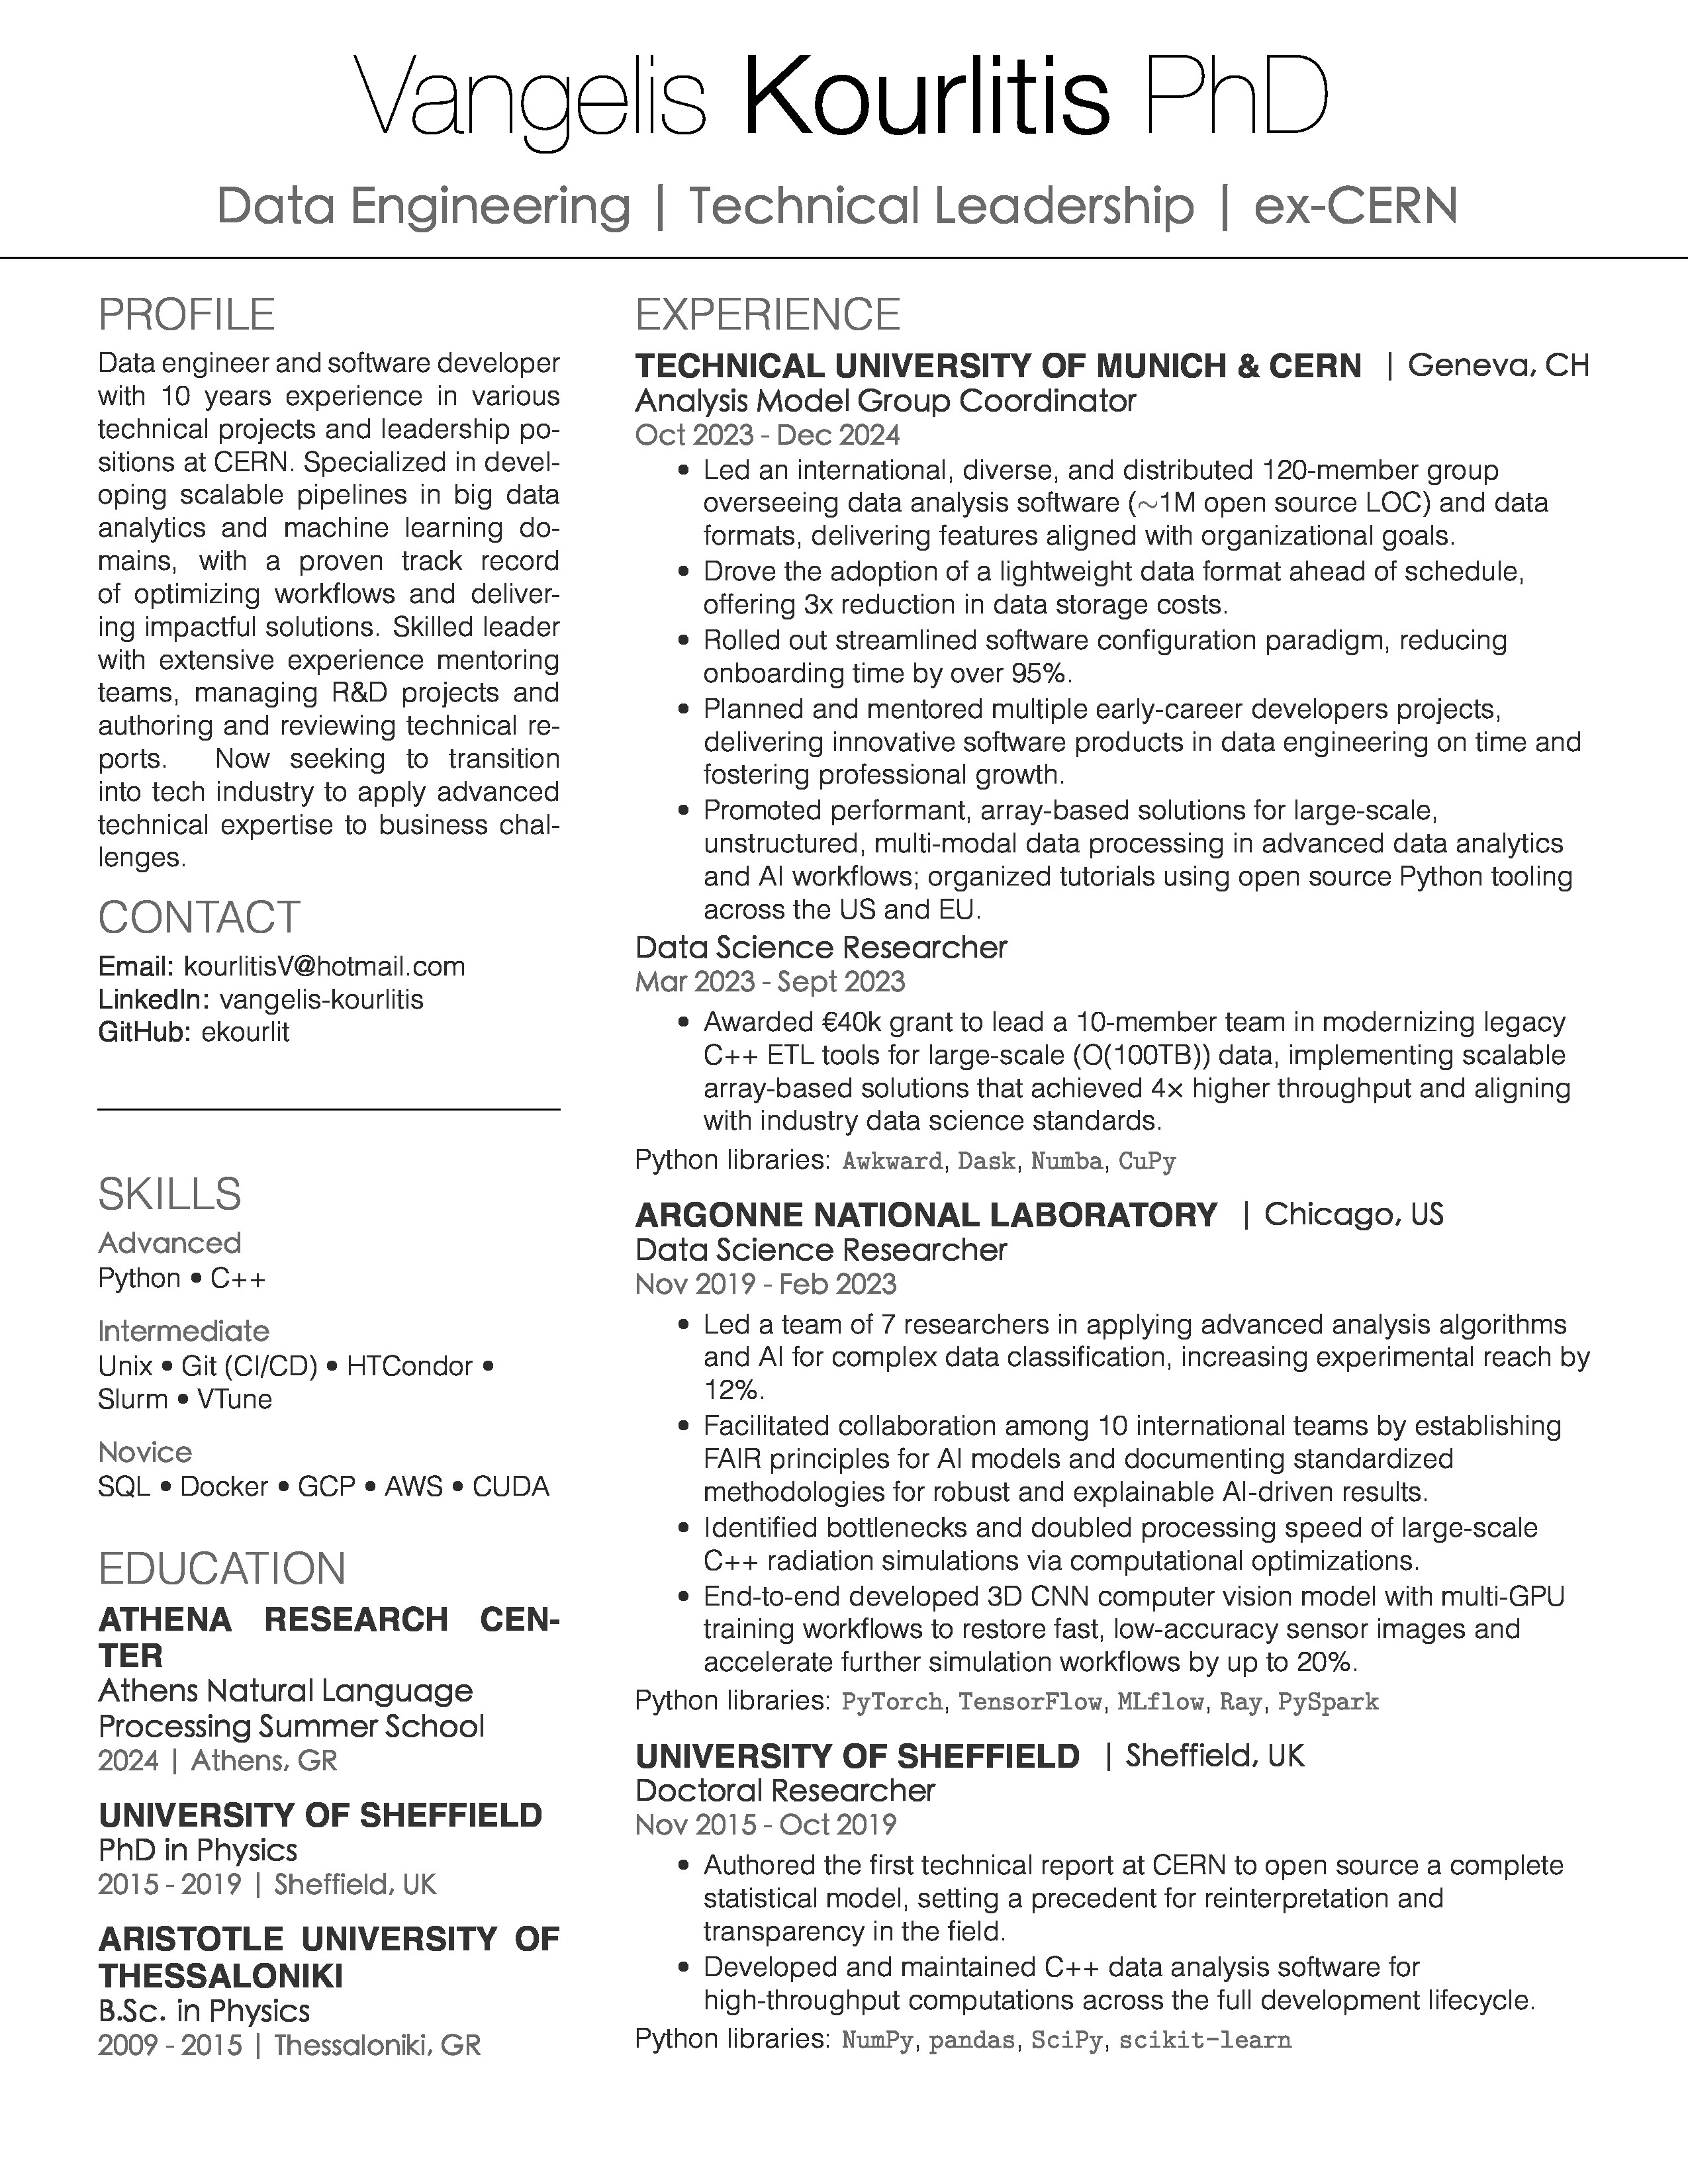 Vangelis Kourlitis PhD
Data Engineering | Technical Leadership | ex-CERN
PROFILE
Data engineer and software developer
with 10 years experience in various
technical projects and leadership po-
sitions at CERN. Specialized in devel-
oping scalable pipelines in big data
analytics and machine learning do-
mains, with a proven track record
of optimizing workflows and deliver-
ing impactful solutions. Skilled leader
with extensive experience mentoring
teams, managing R&D projects and
authoring and reviewing technical re-
ports. Now seeking to transition
into tech industry to apply advanced
technical expertise to business chal-
lenges.
CONTACT
Email: kourlitisV@hotmail.com
LinkedIn: vangelis-kourlitis
GitHub: ekourlit
SKILLS
Advanced
Python • C++
Intermediate
Unix • Git (CI/CD) • HTCondor •
Slurm • VTune
Novice
SQL • Docker • GCP • AWS • CUDA
EDUCATION
ATHENA RESEARCH CEN-
TER
Athens Natural Language
Processing Summer School
2024 | Athens, GR
UNIVERSITY OF SHEFFIELD
PhD in Physics
2015 - 2019 | Sheffield, UK
ARISTOTLE UNIVERSITY OF
THESSALONIKI
B.Sc. in Physics
2009 - 2015 | Thessaloniki, GR
EXPERIENCE
TECHNICAL UNIVERSITY OF MUNICH & CERN | Geneva, CH
Analysis Model Group Coordinator
Oct 2023 - Dec 2024
• Led an international, diverse, and distributed 120-member group
overseeing data analysis software (~1M open source LOC) and data
formats, delivering features aligned with organizational goals.
• Drove the adoption of a lightweight data format ahead of schedule,
offering 3x reduction in data storage costs.
• Rolled out streamlined software configuration paradigm, reducing
onboarding time by over 95%.
• Planned and mentored multiple early-career developers projects,
delivering innovative software products in data engineering on time and
fostering professional growth.
• Promoted performant, array-based solutions for large-scale,
unstructured, multi-modal data processing in advanced data analytics
and AI workflows; organized tutorials using open source Python tooling
across the US and EU.
Data Science Researcher
Mar 2023 - Sept 2023
• Awarded €40k grant to lead a 10-member team in modernizing legacy
C++ ETL tools for large-scale (O(100TB)) data, implementing scalable
array-based solutions that achieved 4× higher throughput and aligning
with industry data science standards.
Python libraries: Awkward, Dask, Numba, CuPy
ARGONNE NATIONAL LABORATORY | Chicago, US
Data Science Researcher
Nov 2019 - Feb 2023
• Led a team of 7 researchers in applying advanced analysis algorithms
and AI for complex data classification, increasing experimental reach by
12%.
• Facilitated collaboration among 10 international teams by establishing
FAIR principles for AI models and documenting standardized
methodologies for robust and explainable AI-driven results.
• Identified bottlenecks and doubled processing speed of large-scale
C++ radiation simulations via computational optimizations.
• End-to-end developed 3D CNN computer vision model with multi-GPU
training workflows to restore fast, low-accuracy sensor images and
accelerate further simulation workflows by up to 20%.
Python libraries: PyTorch, TensorFlow, MLflow, Ray, PySpark
UNIVERSITY OF SHEFFIELD | Sheffield, UK
Doctoral Researcher
Nov 2015 - Oct 2019
• Authored the first technical report at CERN to open source a complete
statistical model, setting a precedent for reinterpretation and
transparency in the field.
• Developed and maintained C++ data analysis software for
high-throughput computations across the full development lifecycle.
Python libraries: NumPy, pandas, SciPy, scikit-learn